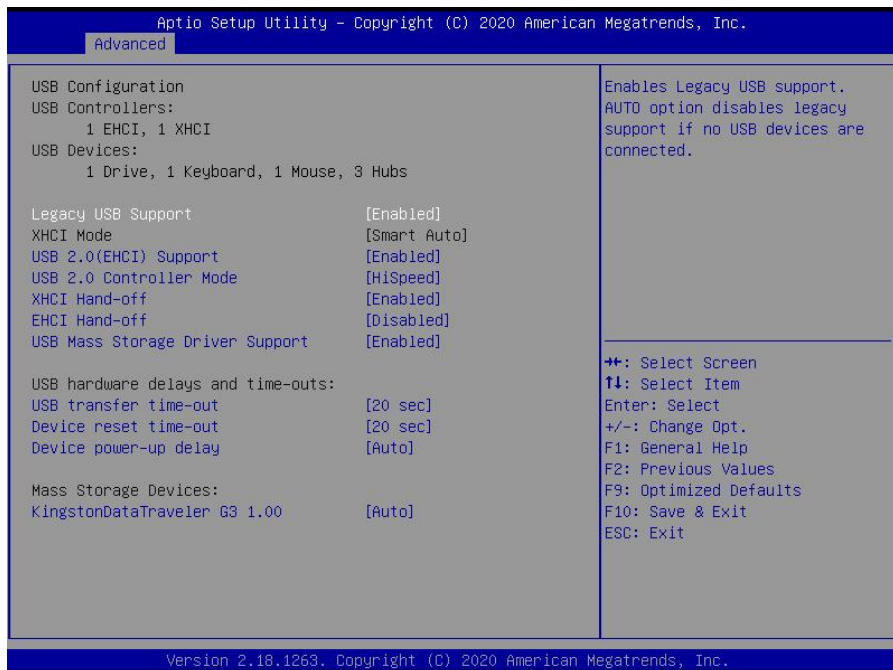 Aptio Setup Utility – Copyright (C) 2020 American Megatrends, Inc.
Advanced
USB Configuration
USB Controllers:
1 EHCI, 1 XHCI
USB Devices:
1 Drive, 1 Keyboard, 1 Mouse, 3 Hubs
Legacy USB Support [Enabled]
XHCI Mode [Smart Auto]
USB 2.0(EHCI) Support [Enabled]
USB 2.0 Controller Mode [HiSpeed]
XHCI Hand-off [Enabled]
EHCI Hand-off [Disabled]
USB Mass Storage Driver Support [Enabled]
USB hardware delays and time-outs:
USB transfer time-out [20 sec]
Device reset time-out [20 sec]
Device power-up delay [Auto]
Mass Storage Devices:
KingstonDataTraveler G3 1.00 [Auto]
Enables Legacy USB support.
AUTO option disables legacy
support if no USB devices are
connected.
→←: Select Screen
↑↓: Select Item
Enter: Select
+/-: Change Opt.
F1: General Help
F2: Previous Values
F9: Optimized Defaults
F10: Save & Exit
ESC: Exit
Version 2.18.1263. Copyright (C) 2020 American Megatrends, Inc.